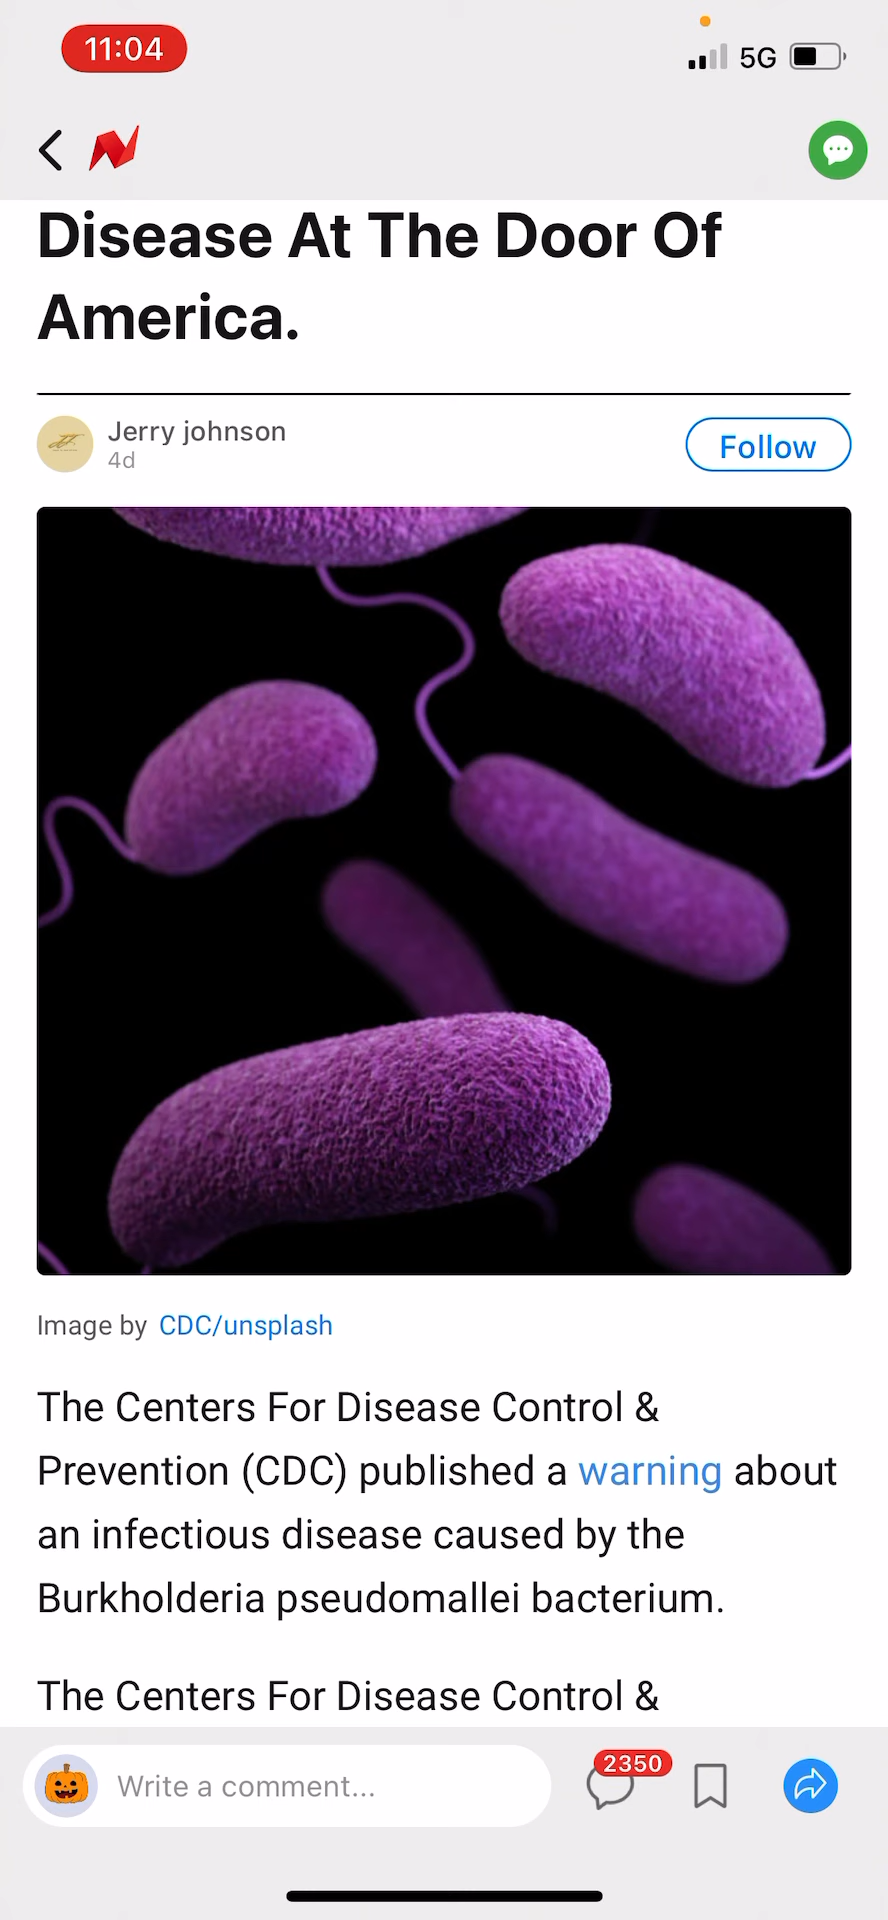 11:04
5G
Disease At The Door Of
America.
Jerry johnson
4d
Follow
Image by CDC/unsplash
The Centers For Disease Control &
Prevention (CDC) published a warning about
an infectious disease caused by the
Burkholderia pseudomallei bacterium.
The Centers For Disease Control &
Write a comment...
2350